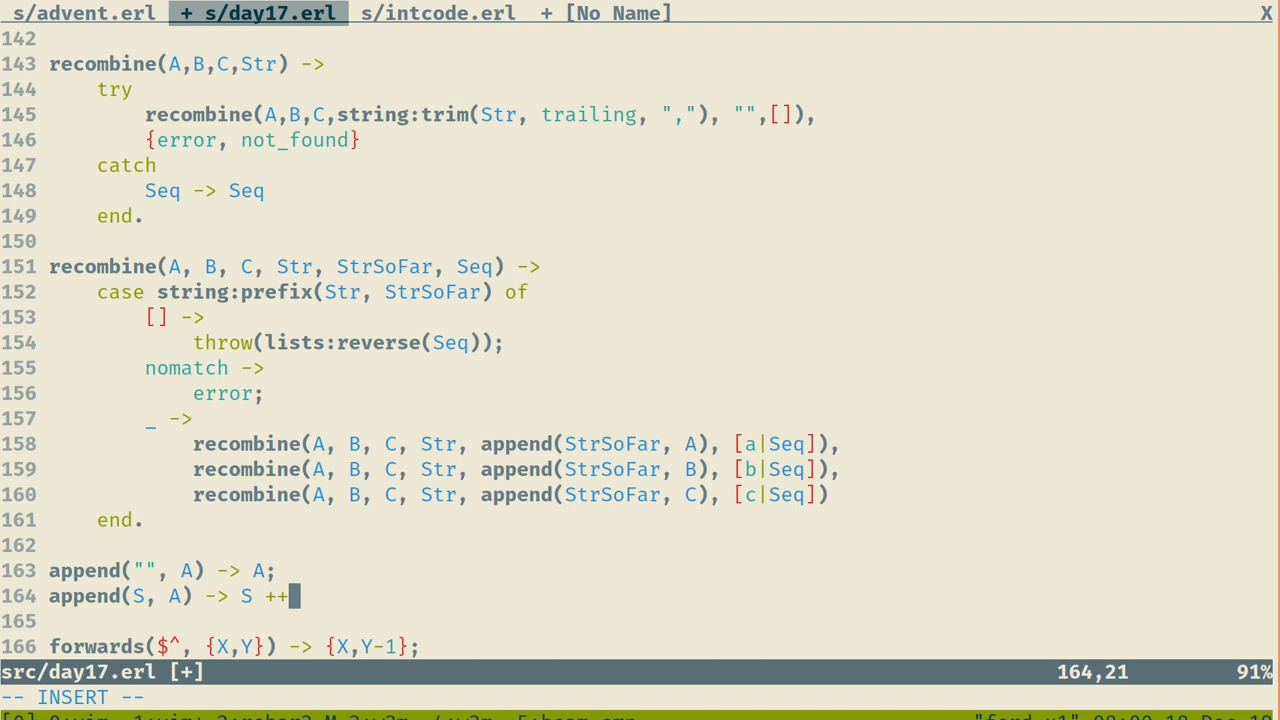 s/advent.erl + s/day17.erl s/intcode.erl + [No Name] X
142
143 recombine(A,B,C,Str) ->
144     try
145         recombine(A,B,C,string:trim(Str, trailing, ","), "",[]),
146         {error, not_found}
147     catch
148         Seq -> Seq
149     end.
150
151 recombine(A, B, C, Str, StrSoFar, Seq) ->
152     case string:prefix(Str, StrSoFar) of
153         [] ->
154             throw(lists:reverse(Seq));
155         nomatch ->
156             error;
157         _ ->
158             recombine(A, B, C, Str, append(StrSoFar, A), [a|Seq]),
159             recombine(A, B, C, Str, append(StrSoFar, B), [b|Seq]),
160             recombine(A, B, C, Str, append(StrSoFar, C), [c|Seq])
161     end.
162
163 append("", A) -> A;
164 append(S, A) -> S ++
165
166 forwards($^, {X,Y}) -> {X,Y-1};
src/day17.erl [+] 164,21 91%
-- INSERT --